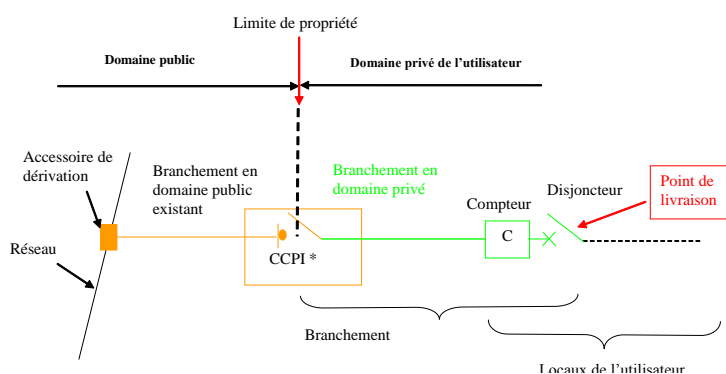 Limite de propriété
Domaine public
Domaine privé de l'utilisateur
Accessoire de
dérivation
Branchement en
domaine public
existant
Branchement en
domaine privé
Compteur
Disjoncteur
Point de
livraison
Réseau
C
CCPI *
Branchement
Locaux de l'utilisateur